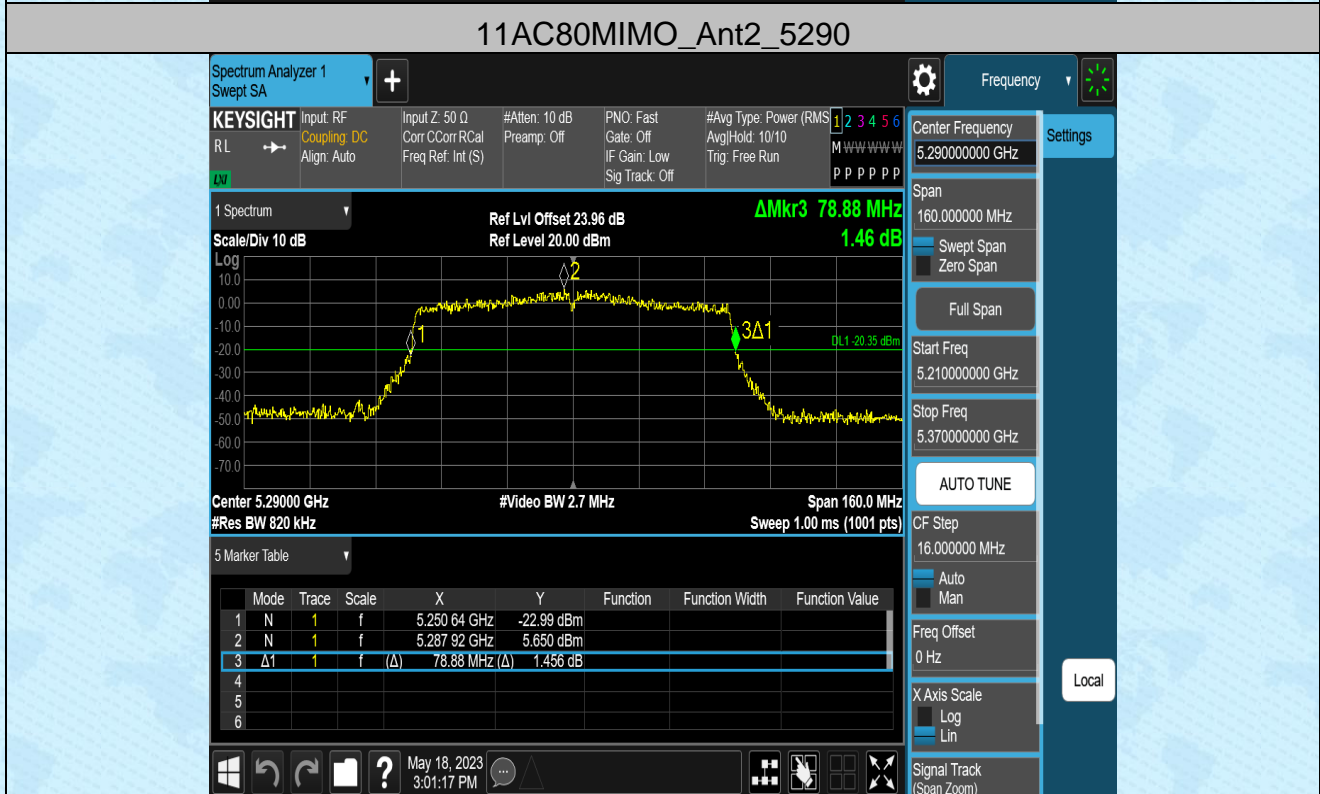 11AC80MIMO_Ant2_5290
Spectrum Analyzer 1
Swept SA
Frequency
KEYSIGHT
RL
LXI
Input: RF
Coupling: DC
Align: Auto
Input Z: 50 Ω
Corr CCorr RCal
Freq Ref: Int (S)
#Atten: 10 dB
Preamp: Off
PNO: Fast
Gate: Off
IF Gain: Low
Sig Track: Off
#Avg Type: Power (RMS
Avg|Hold: 10/10
Trig: Free Run
1 2 3 4 5 6
M W W W W W
P P P P P P
1 Spectrum
Scale/Div 10 dB
Ref Lvl Offset 23.96 dB
Ref Level 20.00 dBm
ΔMkr3 78.88 MHz
1.46 dB
Log
10.0
0.00
-10.0
-20.0
-30.0
-40.0
-50.0
-60.0
-70.0
1
2
3Δ1
DL1 -20.35 dBm
Center 5.29000 GHz
#Res BW 820 kHz
#Video BW 2.7 MHz
Span 160.0 MHz
Sweep 1.00 ms (1001 pts)
5 Marker Table
Mode Trace Scale X Y Function Function Width Function Value
1 N 1 f 5.250 64 GHz -22.99 dBm
2 N 1 f 5.287 92 GHz 5.650 dBm
3 Δ1 1 f (Δ) 78.88 MHz (Δ) 1.456 dB
4
5
6
May 18, 2023
3:01:17 PM
Center Frequency
5.290000000 GHz
Settings
Span
160.000000 MHz
Swept Span
Zero Span
Full Span
Start Freq
5.210000000 GHz
Stop Freq
5.370000000 GHz
AUTO TUNE
CF Step
16.000000 MHz
Auto
Man
Freq Offset
0 Hz
X Axis Scale
Log
Lin
Local
Signal Track
(Span Zoom)